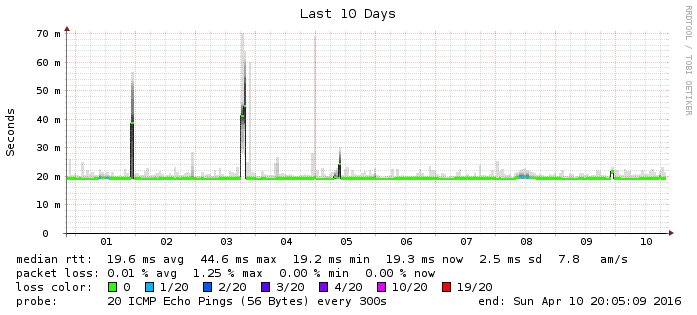 Last 10 Days
RRDTOOL / TOBI OETIKER
Seconds
70 m
60 m
50 m
40 m
30 m
20 m
10 m
0
01 02 03 04 05 06 07 08 09 10
median rtt: 19.6 ms avg 44.6 ms max 19.2 ms min 19.3 ms now 2.5 ms sd 7.8 am/s
packet loss: 0.01 % avg 1.25 % max 0.00 % min 0.00 % now
loss color: 0 1/20 2/20 3/20 4/20 10/20 19/20
probe: 20 ICMP Echo Pings (56 Bytes) every 300s end: Sun Apr 10 20:05:09 2016